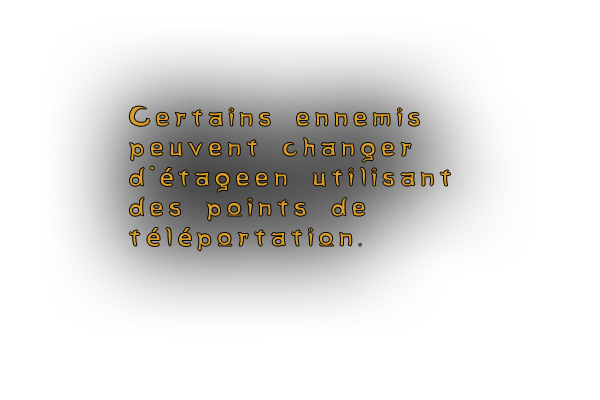 Certains ennemis
peuvent changer
d'étageen utilisant
des points de
téléportation.